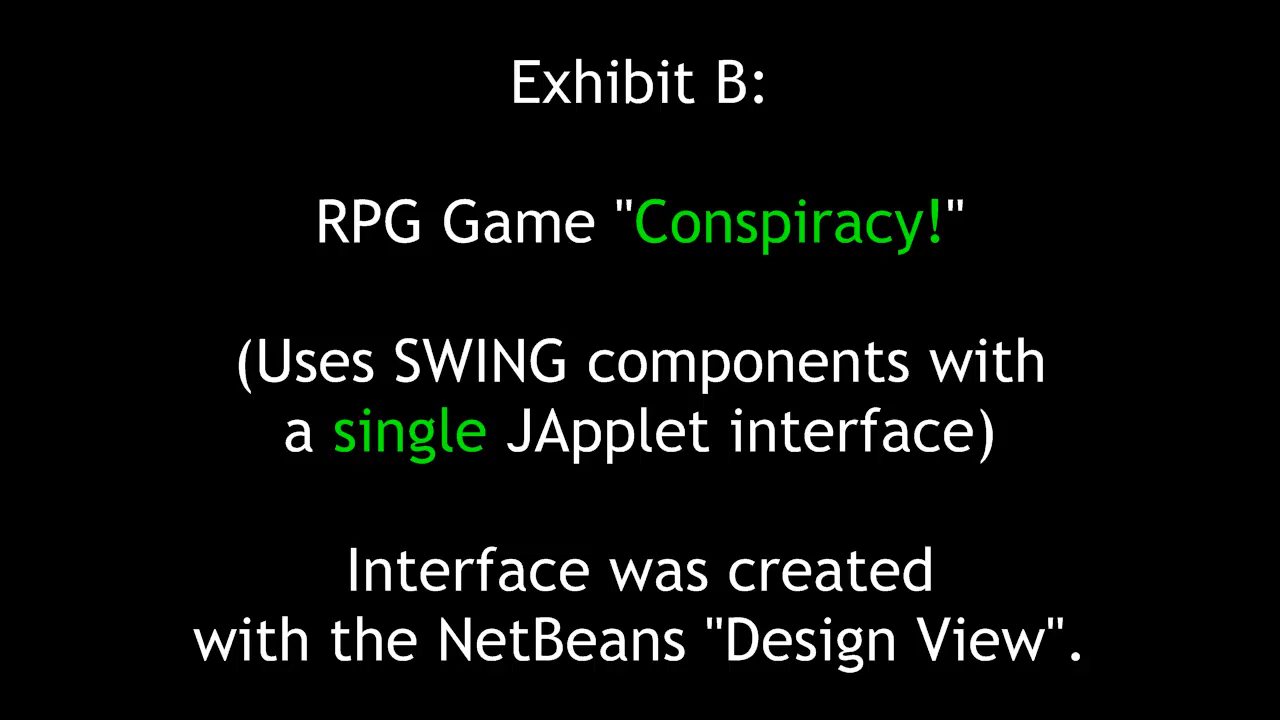 Exhibit B:
RPG Game "Conspiracy!"
(Uses SWING components with
a single JApplet interface)
Interface was created
with the NetBeans "Design View".